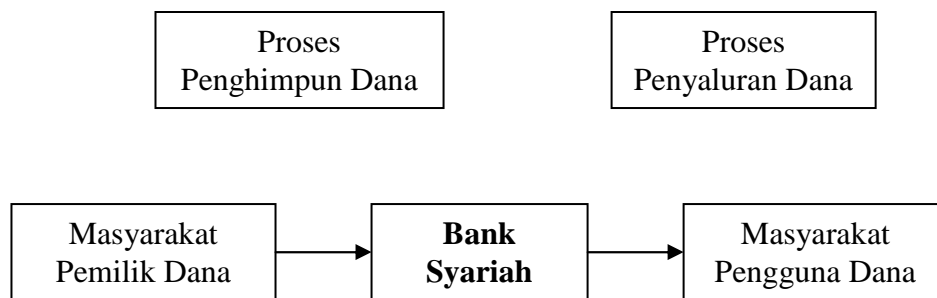 Proses
Penghimpun Dana
Proses
Penyaluran Dana
Masyarakat
Pemilik Dana
Bank
Syariah
Masyarakat
Pengguna Dana